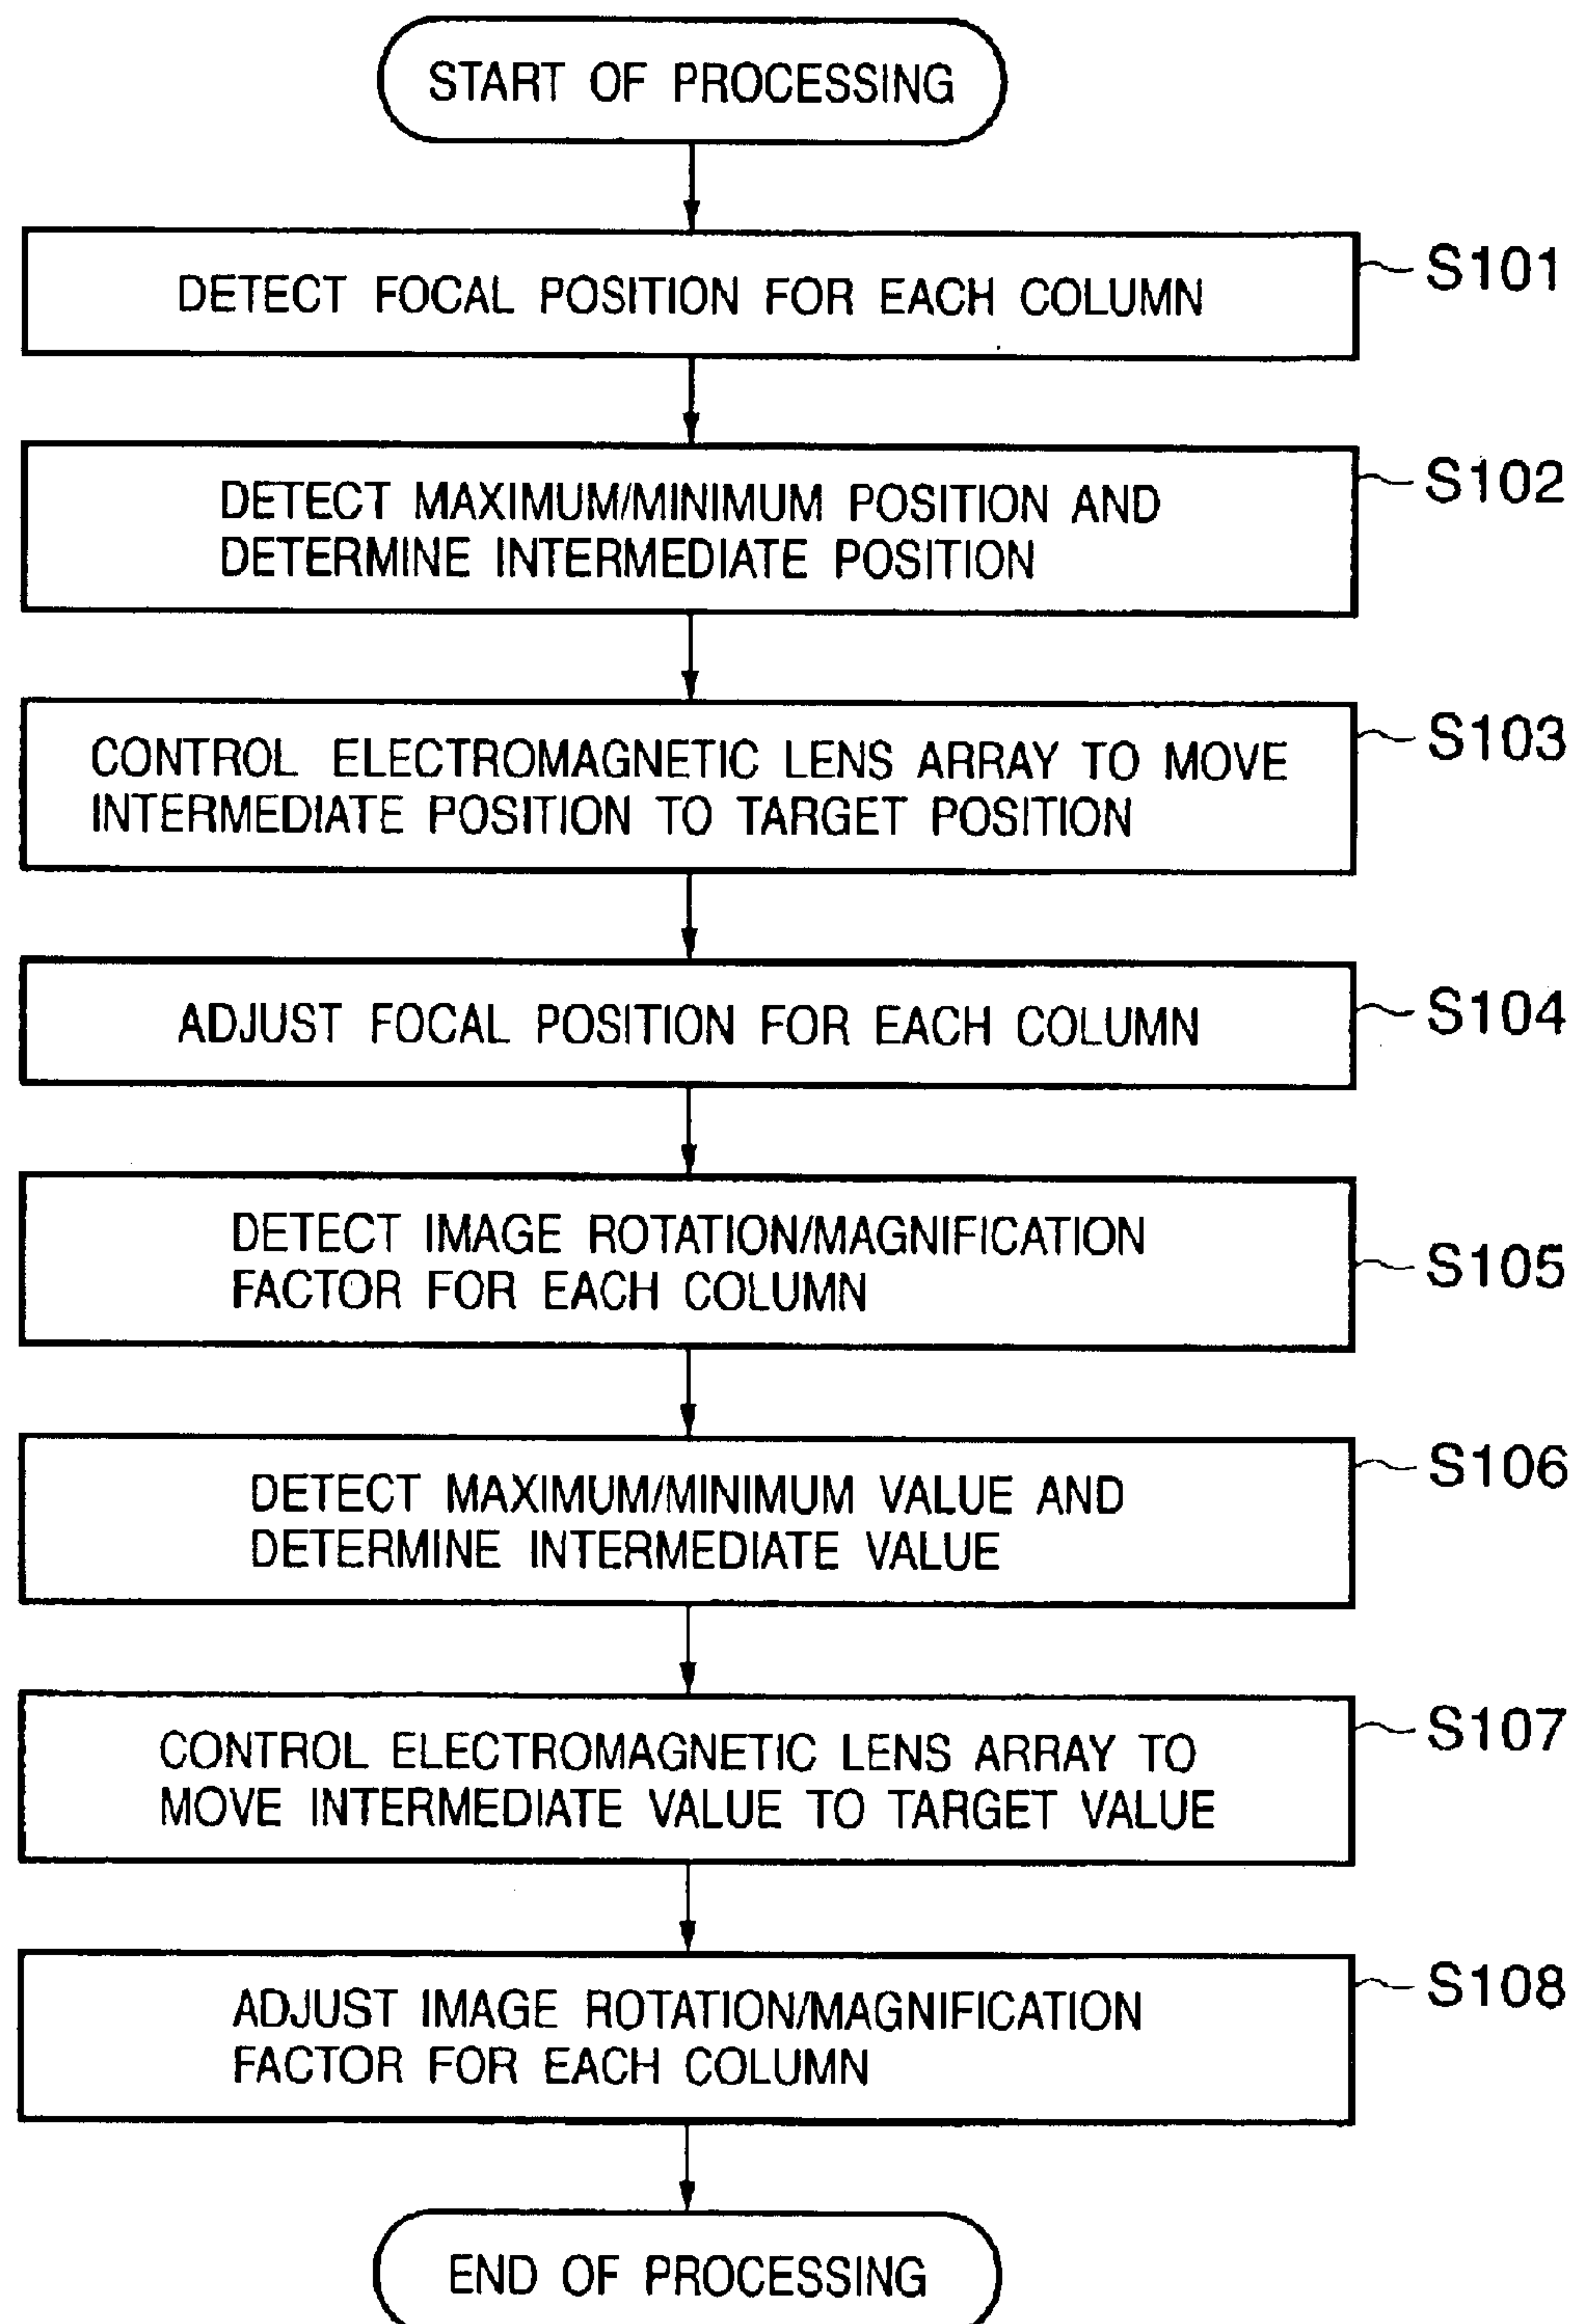 START OF PROCESSING
DETECT FOCAL POSITION FOR EACH COLUMN
S101
DETECT MAXIMUM/MINIMUM POSITION AND
DETERMINE INTERMEDIATE POSITION
S102
CONTROL ELECTROMAGNETIC LENS ARRAY TO MOVE
INTERMEDIATE POSITION TO TARGET POSITION
S103
ADJUST FOCAL POSITION FOR EACH COLUMN
S104
DETECT IMAGE ROTATION/MAGNIFICATION
FACTOR FOR EACH COLUMN
S105
DETECT MAXIMUM/MINIMUM VALUE AND
DETERMINE INTERMEDIATE VALUE
S106
CONTROL ELECTROMAGNETIC LENS ARRAY TO
MOVE INTERMEDIATE VALUE TO TARGET VALUE
S107
ADJUST IMAGE ROTATION/MAGNIFICATION
FACTOR FOR EACH COLUMN
S108
END OF PROCESSING